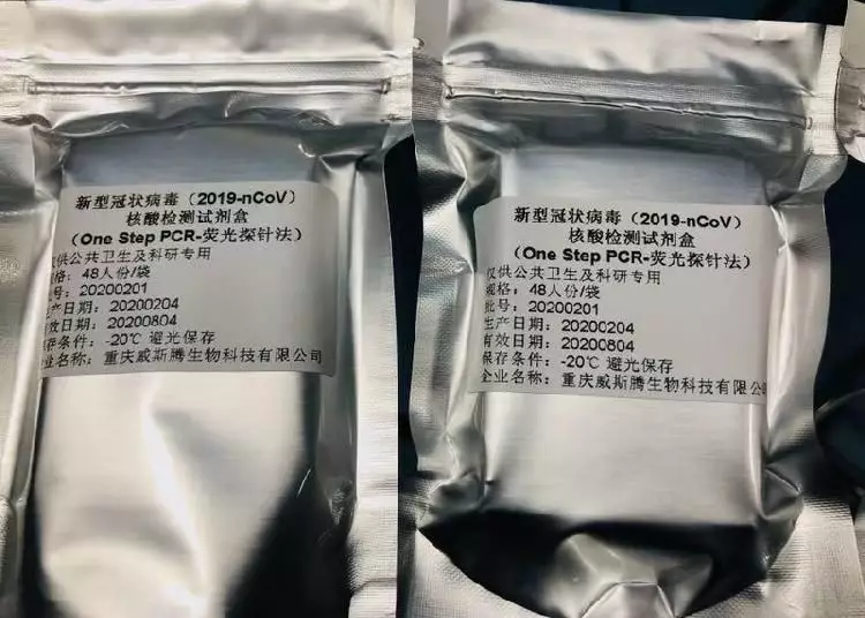 新型冠状病毒（2019-nCoV）
核酸检测试剂盒
（One Step PCR-荧光探针法）
仅供公共卫生及科研专用
格：48人份/袋
号：20200201
产日期：20200204
效日期：20200804
存条件：-20℃ 避光保存
业名称：重庆威斯腾生物科技有限公司
新型冠状病毒（2019-nCoV）
核酸检测试剂盒
（One Step PCR-荧光探针法）
仅供公共卫生及科研专用
规格：48人份/袋
批号：20200201
生产日期：20200204
有效日期：20200804
保存条件：-20℃ 避光保存
企业名称：重庆威斯腾生物科技有限公